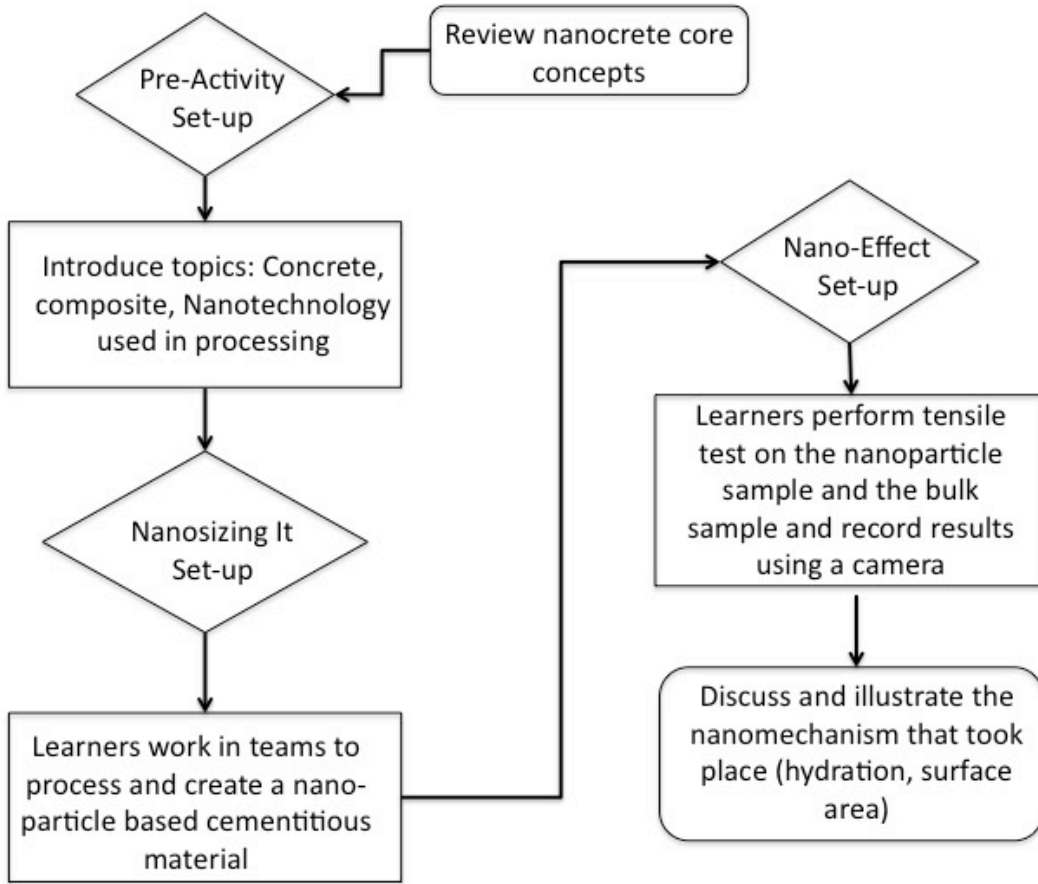 Review nanocrete core
concepts
Pre-Activity
Set-up
Introduce topics: Concrete,
composite, Nanotechnology
used in processing
Nanosizing It
Set-up
Learners work in teams to
process and create a nano-
particle based cementitious
material
Nano-Effect
Set-up
Learners perform tensile
test on the nanoparticle
sample and the bulk
sample and record results
using a camera
Discuss and illustrate the
nanomechanism that took
place (hydration, surface
area)